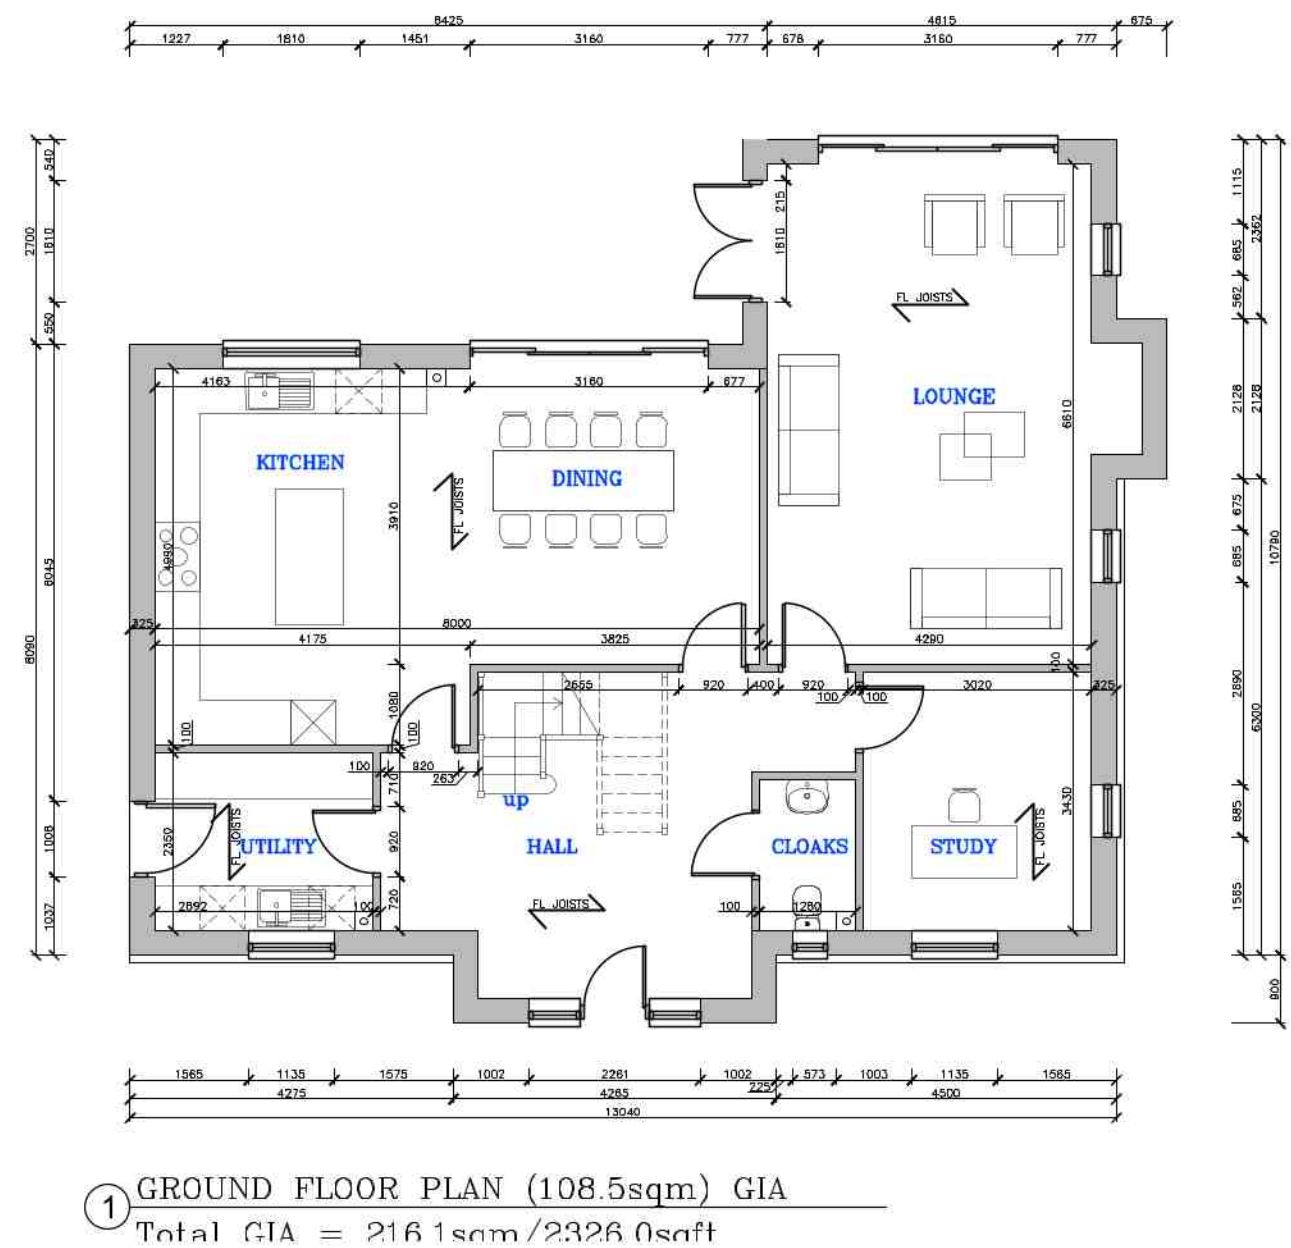 8425 4615 675
1227 1810 1451 3160 777 678 3160 777
540
2700
1810
550
215
1810
1115
2362
685
562
FL JOISTS
4163 3160 677
LOUNGE
6610
2128
2128
KITCHEN
DINING
FL JOISTS
3910
4990
675
685
10790
6045
8090
325
8000
4175 3825 4290
100
2655 920 400 920 3020 325
100 100
1080
100
100
2890
6300
100 920
263
710
up
UTILITY
FL JOISTS
HALL
CLOAKS
STUDY
FL JOISTS
3430
685
1008
2350
920
2892 100
720
FL JOISTS
100 1280
1037
1585
900
1565 1135 1575 1002 2261 1002 573 1003 1135 1565
225
4275 4265 4500
13040
1 GROUND FLOOR PLAN (108.5sqm) GIA
Total GIA = 216.1sqm/2326.0sqft